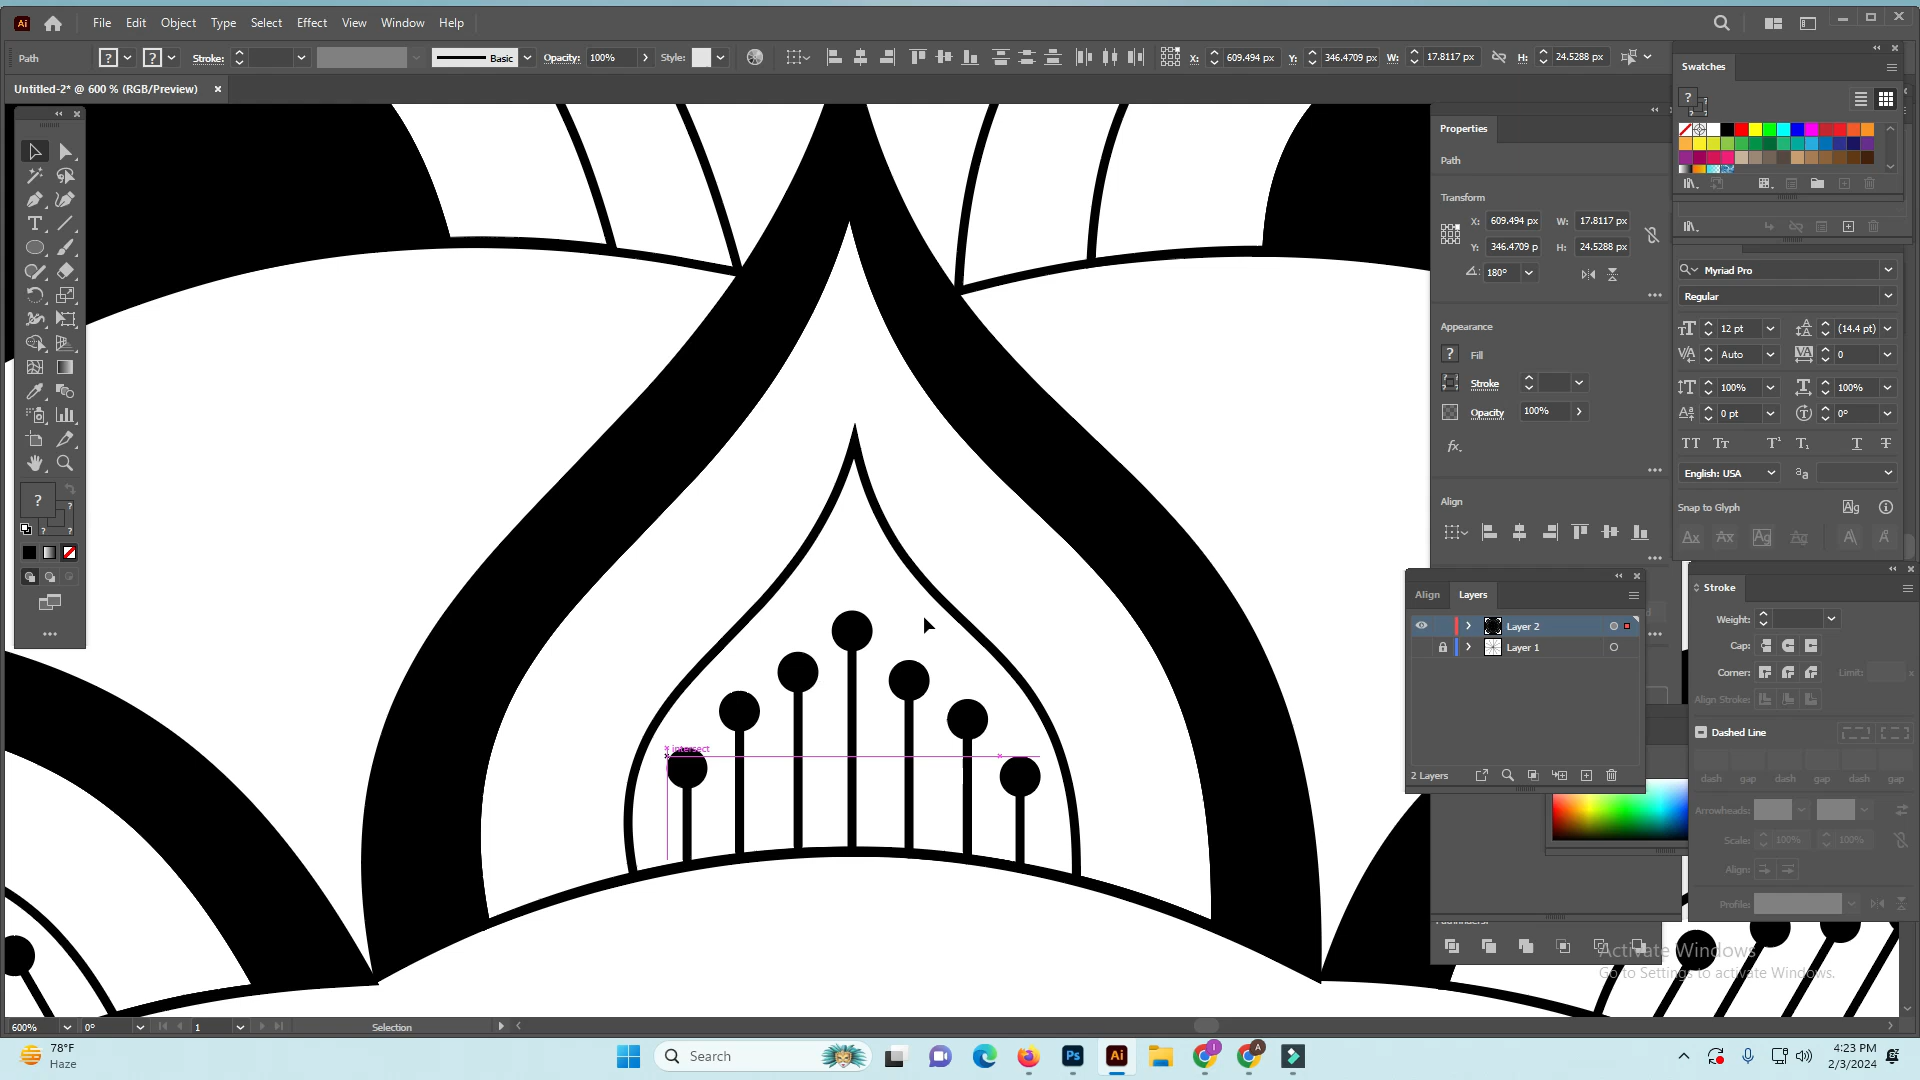 File Edit Object Type Select Effect View Window Help
Path Stroke: Basic Opacity: 100% Style: X: 609.494 px Y: 346.4709 px W: 17.8117 px H: 24.5288 px
Untitled-2* @ 600 % (RGB/Preview)
Swatches
Properties
Path
Transform
X: 609.494 px W: 17.8117 px
Y: 346.4709 p H: 24.5288 px
180°
Appearance
Fill
Stroke
Opacity 100%
fx.
Align
Myriad Pro
Regular
12 pt (14.4 pt)
Auto 0
100% 100%
0 pt 0°
English: USA
Snap to Glyph
intersect
Align Layers
Layer 2
Layer 1
2 Layers
Stroke
Weight:
Cap:
Corner: Limit: x
Align Stroke:
Dashed Line
dash gap dash gap dash gap
Arrowheads:
Scale: 100% 100%
Align:
Profile:
Activate Windows
Go to Settings to activate Windows.
600% 0° 1 Selection
78°F
Haze
Search
4:23 PM
2/3/2024